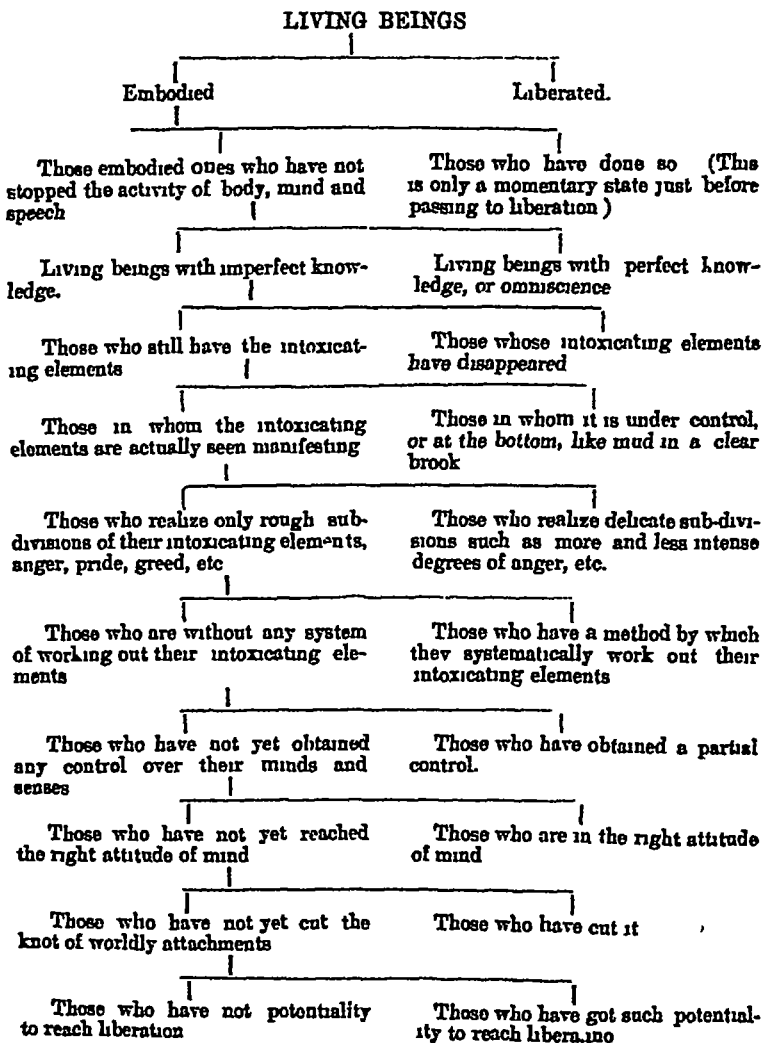 LIVING BEINGS
Embodied
Liberated.
Those embodied ones who have not
stopped the activity of body, mind and
speech
Those who have done so (This
is only a momentary state just before
passing to liberation )
Living beings with imperfect know-
ledge.
Living beings with perfect know-
ledge, or omniscience
Those who still have the intoxicat-
ing elements
Those whose intoxicating elements
have disappeared
Those in whom the intoxicating
elements are actually seen manifesting
Those in whom it is under control,
or at the bottom, like mud in a clear
brook
Those who realize only rough sub-
divisions of their intoxicating elements,
anger, pride, greed, etc
Those who realize delicate sub-divi-
sions such as more and less intense
degrees of anger, etc.
Those who are without any system
of working out their intoxicating ele-
ments
Those who have a method by which
they systematically work out their
intoxicating elements
Those who have not yet obtained
any control over their minds and
senses
Those who have obtained a partial
control.
Those who have not yet reached
the right attitude of mind
Those who are in the right attitude
of mind
Those who have not yet cut the
knot of worldly attachments
Those who have cut it
Those who have not potentiality
to reach liberation
Those who have got such potential-
ity to reach libera.ino